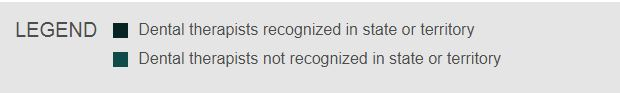 LEGEND
Dental therapists recognized in state or territory
Dental therapists not recognized in state or territory